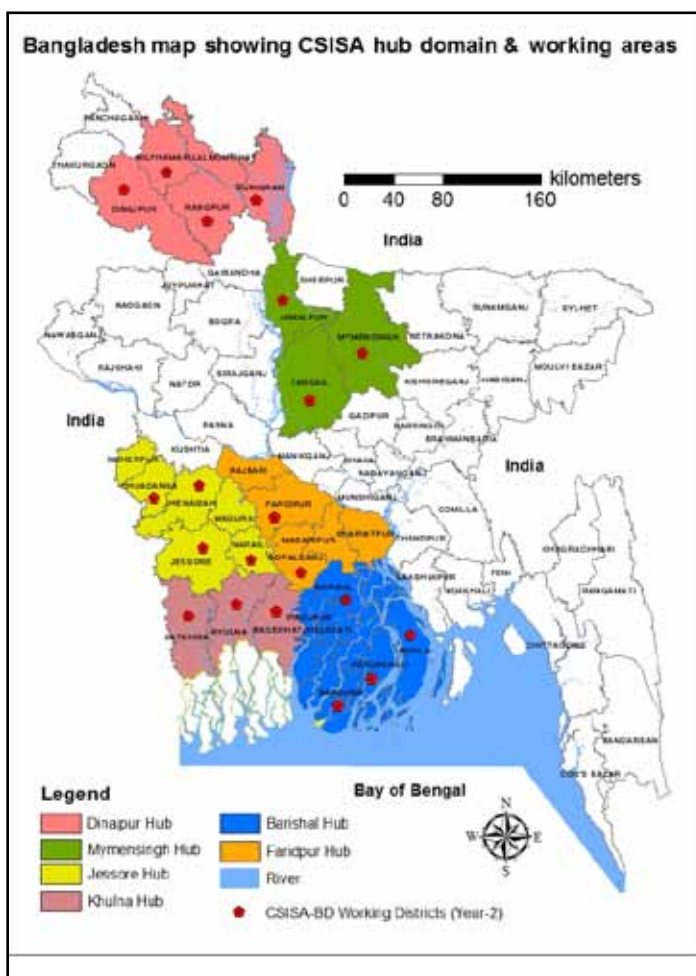 Bangladesh map showing CSISA hub domain & working areas
PANCHAGARH
THAKURGAON
NILPHAMARI
LALMONIRHAT
DINAJPUR
RANGPUR
KURIGRAM
kilometers
0 40 80 160
India
GAIBANDHA
SHERPUR
JOYPURHAT
NAOGAON
BOGRA
JAMALPUR
MYMENSINGH
NETRAKONA
SUNAMGANJ
SYLHET
NAWABGANJ
RAJSHAHI
NATOR
SIRAJGANJ
TANGAIL
KISHOREGANJ
HABIGANJ
MOULVI BAZAR
India
PABNA
GAZIPUR
NARSINGDI
BRAHMANBARIA
India
KUSHTIA
MANIKGANJ
DHAKA
MEHERPUR
RAJBARI
NARAYANGANJ
CHUADANGA
JHENAIDAH
FARIDPUR
MUNSHIGANJ
COMILLA
MAGURA
MADARIPUR
SHARIATPUR
CHANDPUR
KHAGRACHHARI
JESSORE
NARAIL
GOPALGANJ
LAKSHMIPUR
FENI
RANGAMATI
BARISAL
NOAKHALI
SATKHIRA
KHULNA
BAGERHAT
PIROJPUR
JHALAKATI
BHOLA
CHITTAGONG
PATUAKHALI
BARGUNA
BANDARBAN
COX'S BAZAR
Bay of Bengal
Legend
Dinapur Hub
Mymensingh Hub
Jessore Hub
Khulna Hub
Barishal Hub
Faridpur Hub
River
CSISA-BD Working Districts (Year-2)
N
W E
S